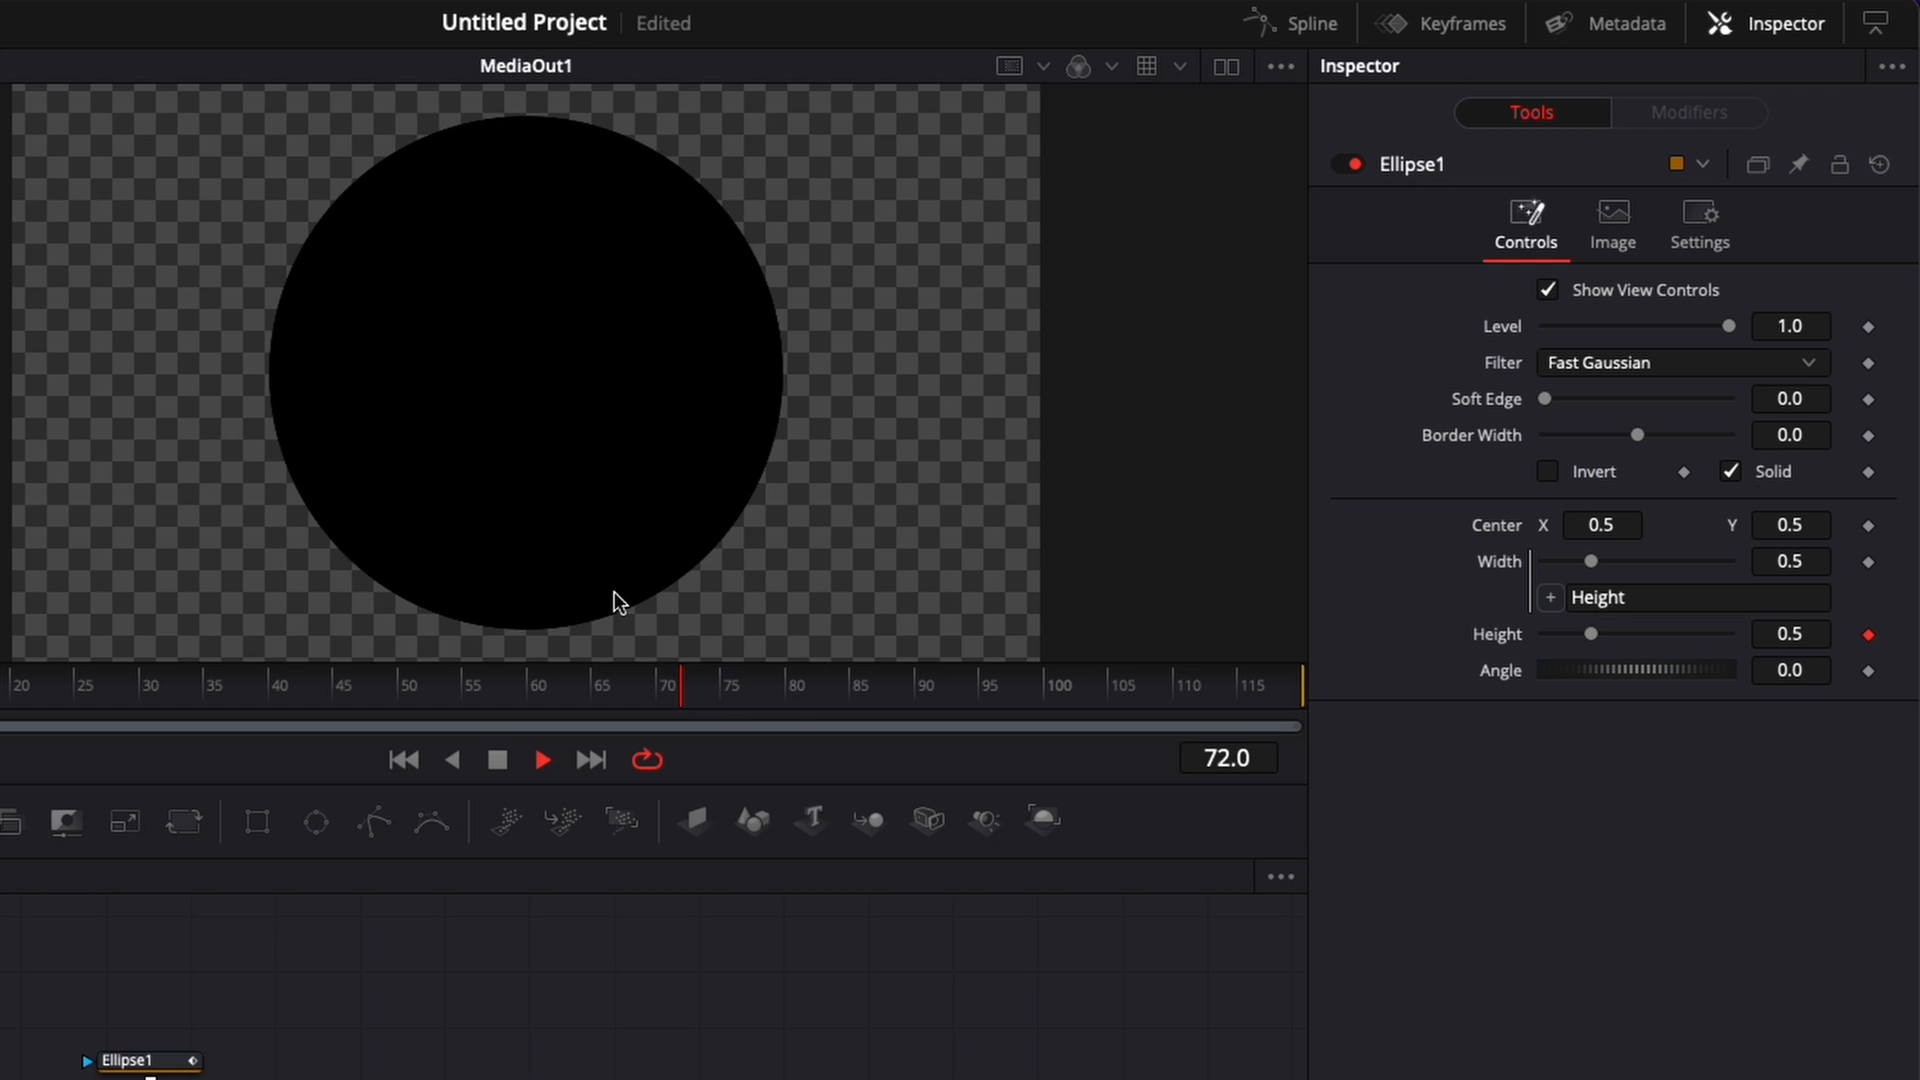 Untitled Project Edited
Spline Keyframes Metadata Inspector
MediaOut1
Inspector
Tools Modifiers
Ellipse1
Controls Image Settings
Show View Controls
Level 1.0
Filter Fast Gaussian
Soft Edge 0.0
Border Width 0.0
Invert Solid
Center X 0.5 Y 0.5
Width 0.5
+ Height
Height 0.5
Angle 0.0
20 25 30 35 40 45 50 55 60 65 70 75 80 85 90 95 100 105 110 115
72.0
Ellipse1